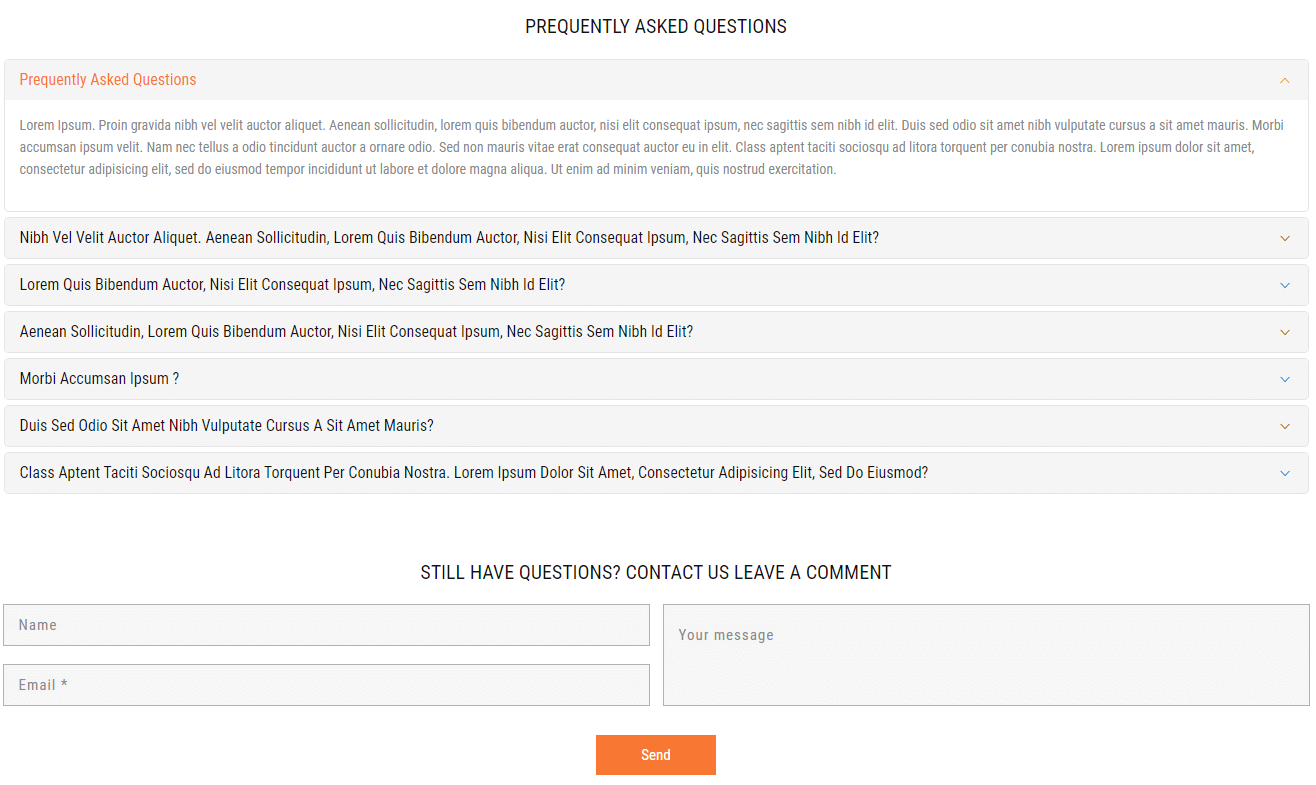 PREQUENTLY ASKED QUESTIONS
Prequently Asked Questions
Lorem Ipsum. Proin gravida nibh vel velit auctor aliquet. Aenean sollicitudin, lorem quis bibendum auctor, nisi elit consequat ipsum, nec sagittis sem nibh id elit. Duis sed odio sit amet nibh vulputate cursus a sit amet mauris. Morbi
accumsan ipsum velit. Nam nec tellus a odio tincidunt auctor a ornare odio. Sed non mauris vitae erat consequat auctor eu in elit. Class aptent taciti sociosqu ad litora torquent per conubia nostra. Lorem ipsum dolor sit amet,
consectetur adipisicing elit, sed do eiusmod tempor incididunt ut labore et dolore magna aliqua. Ut enim ad minim veniam, quis nostrud exercitation.
Nibh Vel Velit Auctor Aliquet. Aenean Sollicitudin, Lorem Quis Bibendum Auctor, Nisi Elit Consequat Ipsum, Nec Sagittis Sem Nibh Id Elit?
Lorem Quis Bibendum Auctor, Nisi Elit Consequat Ipsum, Nec Sagittis Sem Nibh Id Elit?
Aenean Sollicitudin, Lorem Quis Bibendum Auctor, Nisi Elit Consequat Ipsum, Nec Sagittis Sem Nibh Id Elit?
Morbi Accumsan Ipsum ?
Duis Sed Odio Sit Amet Nibh Vulputate Cursus A Sit Amet Mauris?
Class Aptent Taciti Sociosqu Ad Litora Torquent Per Conubia Nostra. Lorem Ipsum Dolor Sit Amet, Consectetur Adipisicing Elit, Sed Do Eiusmod?
STILL HAVE QUESTIONS? CONTACT US LEAVE A COMMENT
Name
Email *
Your message
Send